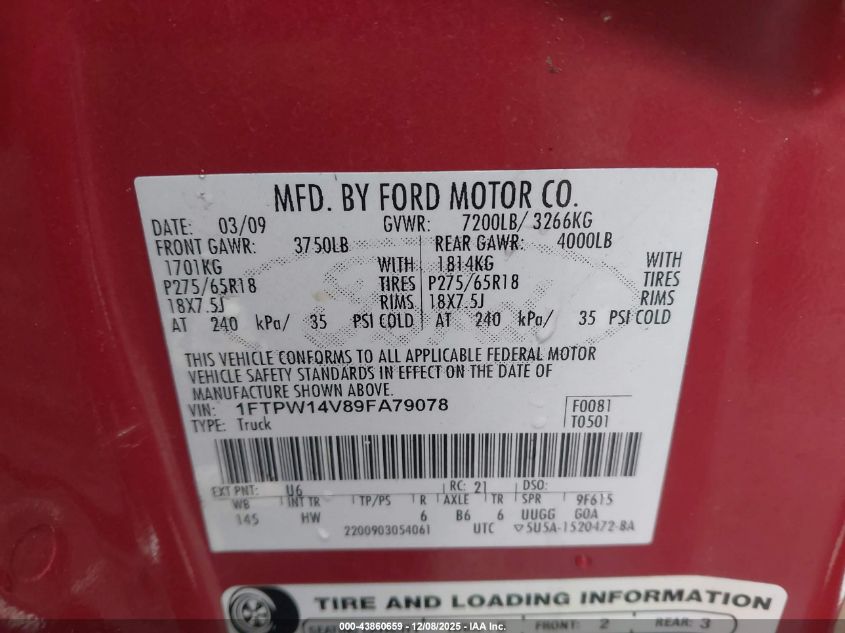 MFD. BY FORD MOTOR CO.
DATE: 03/09 GVWR: 7200LB/ 3266KG
FRONT GAWR: 3750LB REAR GAWR: 4000LB
1701KG WITH 1814KG WITH
P275/65R18 TIRES P275/65R18 TIRES
18X7.5J RIMS 18X7.5J RIMS
AT 240 kPa/ 35 PSI COLD AT 240 kPa/ 35 PSI COLD
THIS VEHICLE CONFORMS TO ALL APPLICABLE FEDERAL MOTOR
VEHICLE SAFETY STANDARDS IN EFFECT ON THE DATE OF
MANUFACTURE SHOWN ABOVE.
VIN: 1FTPW14V89FA79078 F0081
TYPE: Truck T0501
EXT PNT: U6 RC: 21 DSO:
WB INT TR TP/PS R AXLE TR SPR 9F615
145 HW 6 B6 6 UUGG GOA
2200903054061 UTC ▽5U5A-1520472-BA
TIRE AND LOADING INFORMATION
FRONT: 2 REAR: 3
000-43860659 - 12/08/2025 - IAA Inc.